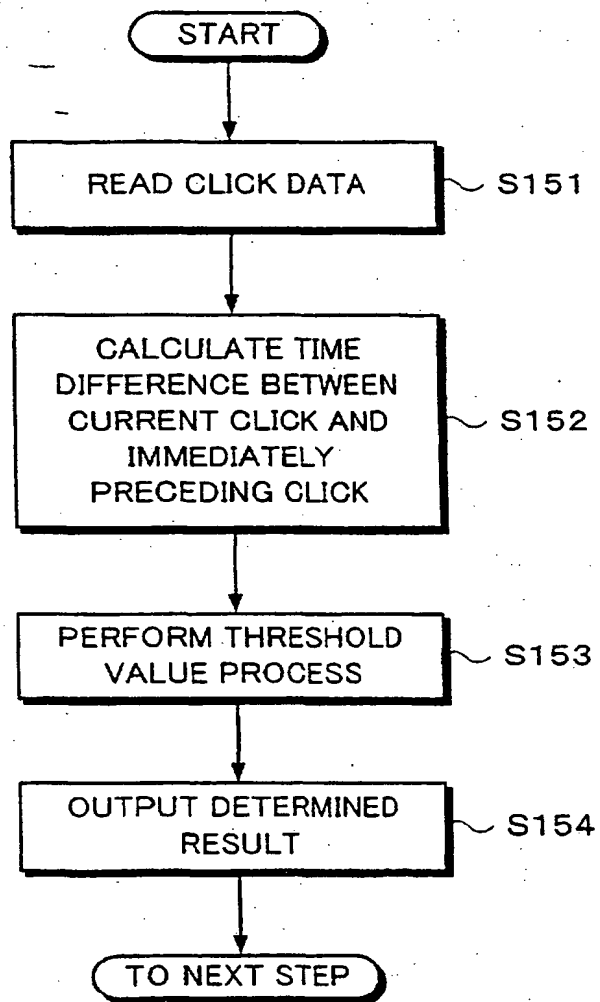 START
READ CLICK DATA
S151
CALCULATE TIME
DIFFERENCE BETWEEN
CURRENT CLICK AND
IMMEDIATELY
PRECEDING CLICK
S152
PERFORM THRESHOLD
VALUE PROCESS
S153
OUTPUT DETERMINED
RESULT
S154
TO NEXT STEP